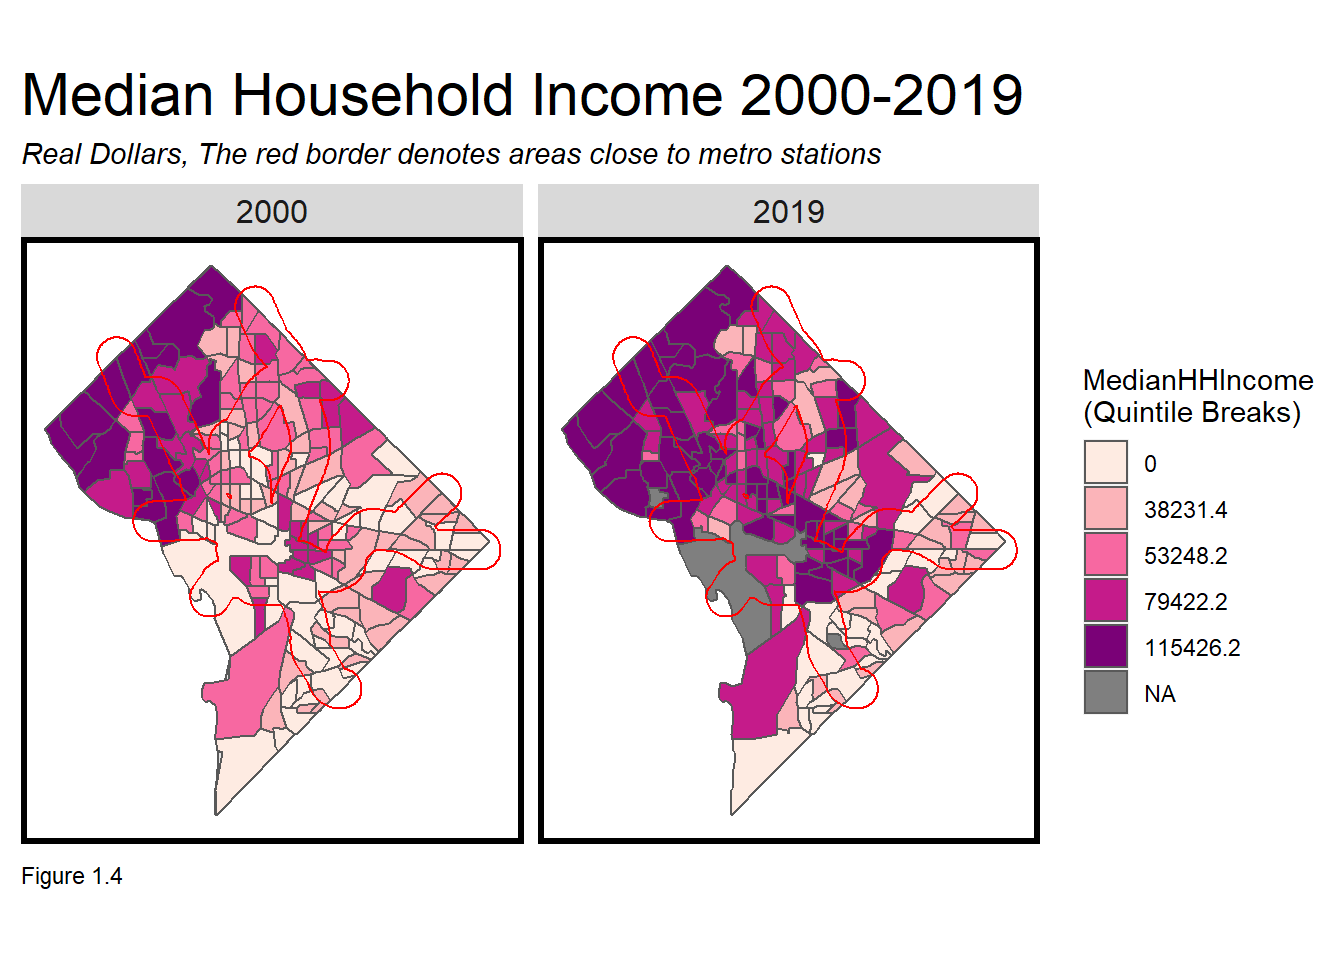 Median Household Income 2000-2019
Real Dollars, The red border denotes areas close to metro stations
2000
2019
MedianHHIncome
(Quintile Breaks)
0
38231.4
53248.2
79422.2
115426.2
NA
Figure 1.4